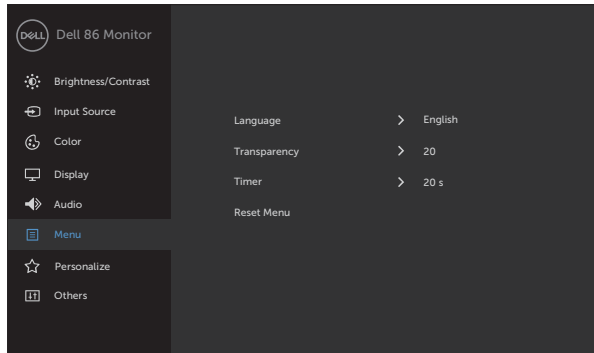 DELL Dell 86 Monitor
Brightness/Contrast
Input Source
Color
Display
Audio
Menu
Personalize
Others
Language > English
Transparency > 20
Timer > 20 s
Reset Menu